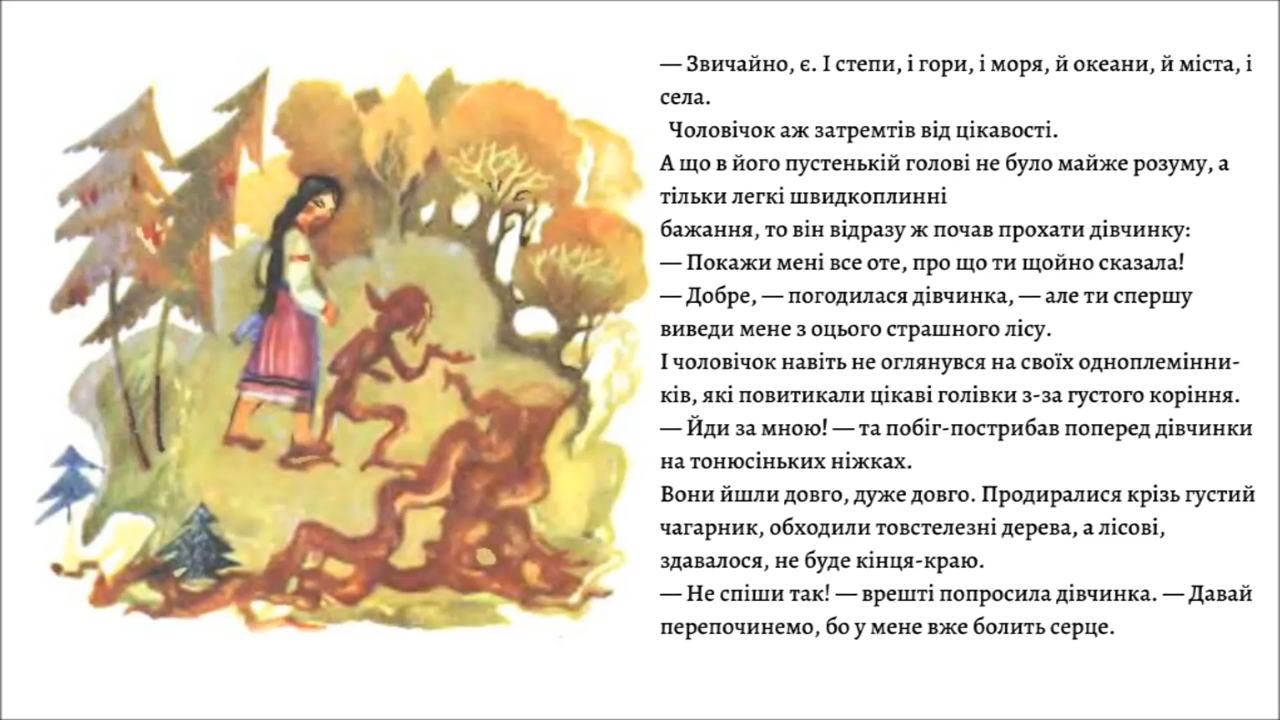 — Звичайно, є. І степи, і гори, і моря, й океани, й міста, і
села.
Чоловічок аж затремтів від цікавості.
А що в його пустенькій голові не було майже розуму, а
тільки легкі швидкоплинні
бажання, то він відразу ж почав прохати дівчинку:
— Покажи мені все оте, про що ти щойно сказала!
— Добре, — погодилася дівчинка, — але ти спершу
виведи мене з оцього страшного лісу.
І чоловічок навіть не оглянувся на своїх одноплемінни-
ків, які повитикали цікаві голівки з-за густого коріння.
— Йди за мною! — та побіг-пострибав поперед дівчинки
на тонюсіньких ніжках.
Вони йшли довго, дуже довго. Продиралися крізь густий
чагарник, обходили товстелезні дерева, а лісові,
здавалося, не буде кінця-краю.
— Не спіши так! — врешті попросила дівчинка. — Давай
перепочинемо, бо у мене вже болить серце.